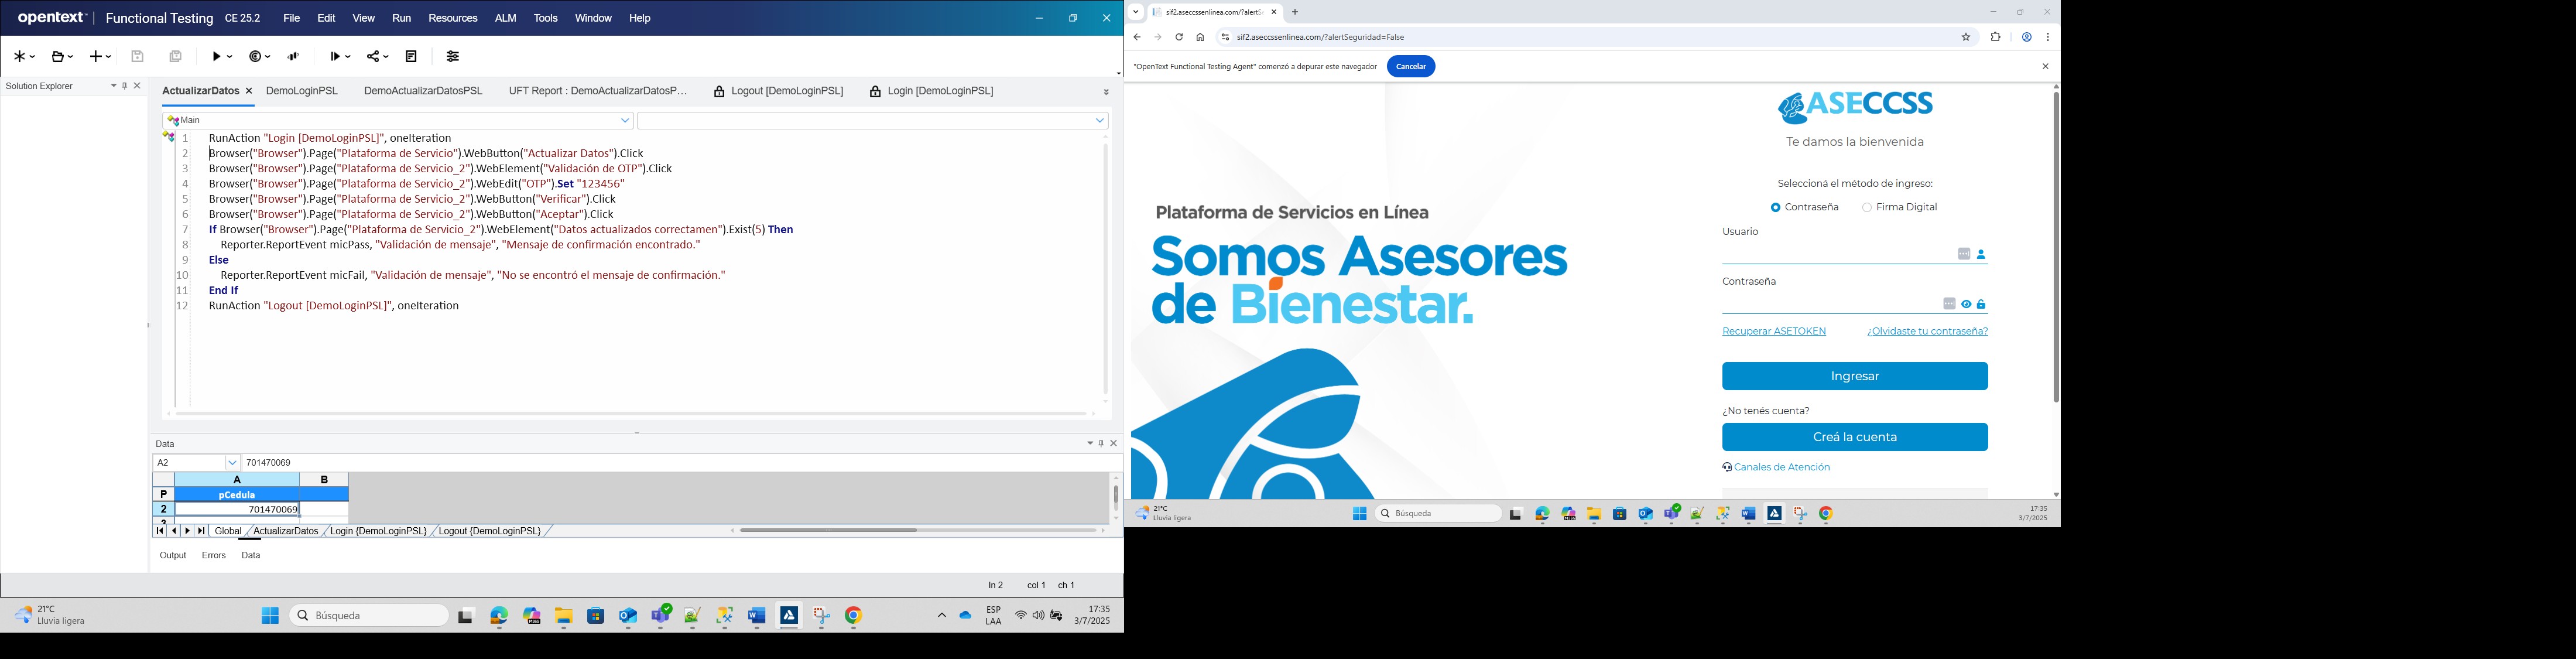 opentext™ | Functional Testing CE 25.2 File Edit View Run Resources ALM Tools Window Help
Solution Explorer
ActualizarDatos DemoLoginPSL DemoActualizarDatosPSL UFT Report : DemoActualizarDatosP... Logout [DemoLoginPSL] Login [DemoLoginPSL]
Main
1 RunAction "Login [DemoLoginPSL]", oneIteration
2 Browser("Browser").Page("Plataforma de Servicio").WebButton("Actualizar Datos").Click
3 Browser("Browser").Page("Plataforma de Servicio_2").WebElement("Validación de OTP").Click
4 Browser("Browser").Page("Plataforma de Servicio_2").WebEdit("OTP").Set "123456"
5 Browser("Browser").Page("Plataforma de Servicio_2").WebButton("Verificar").Click
6 Browser("Browser").Page("Plataforma de Servicio_2").WebButton("Aceptar").Click
7 If Browser("Browser").Page("Plataforma de Servicio_2").WebElement("Datos actualizados correctamen").Exist(5) Then
8 Reporter.ReportEvent micPass, "Validación de mensaje", "Mensaje de confirmación encontrado."
9 Else
10 Reporter.ReportEvent micFail, "Validación de mensaje", "No se encontró el mensaje de confirmación."
11 End If
12 RunAction "Logout [DemoLoginPSL]", oneIteration
Data
A2 701470069
A B
P pCedula
2 701470069
Global ActualizarDatos Login {DemoLoginPSL} Logout {DemoLoginPSL}
Output Errors Data
ln 2 col 1 ch 1
21°C
Lluvia ligera
Búsqueda
ESP
LAA
17:35
3/7/2025
sif2.aseccssenlinea.com/?alertS
sif2.aseccssenlinea.com/?alertSeguridad=False
"OpenText Functional Testing Agent" comenzó a depurar este navegador Cancelar
Plataforma de Servicios en Línea
Somos Asesores
de Bienestar.
ASECCSS
Te damos la bienvenida
Seleccioná el método de ingreso:
Contraseña Firma Digital
Usuario
Contraseña
Recuperar ASETOKEN ¿Olvidaste tu contraseña?
Ingresar
¿No tenés cuenta?
Creá la cuenta
Canales de Atención
21°C
Lluvia ligera
Búsqueda
17:35
3/7/2025